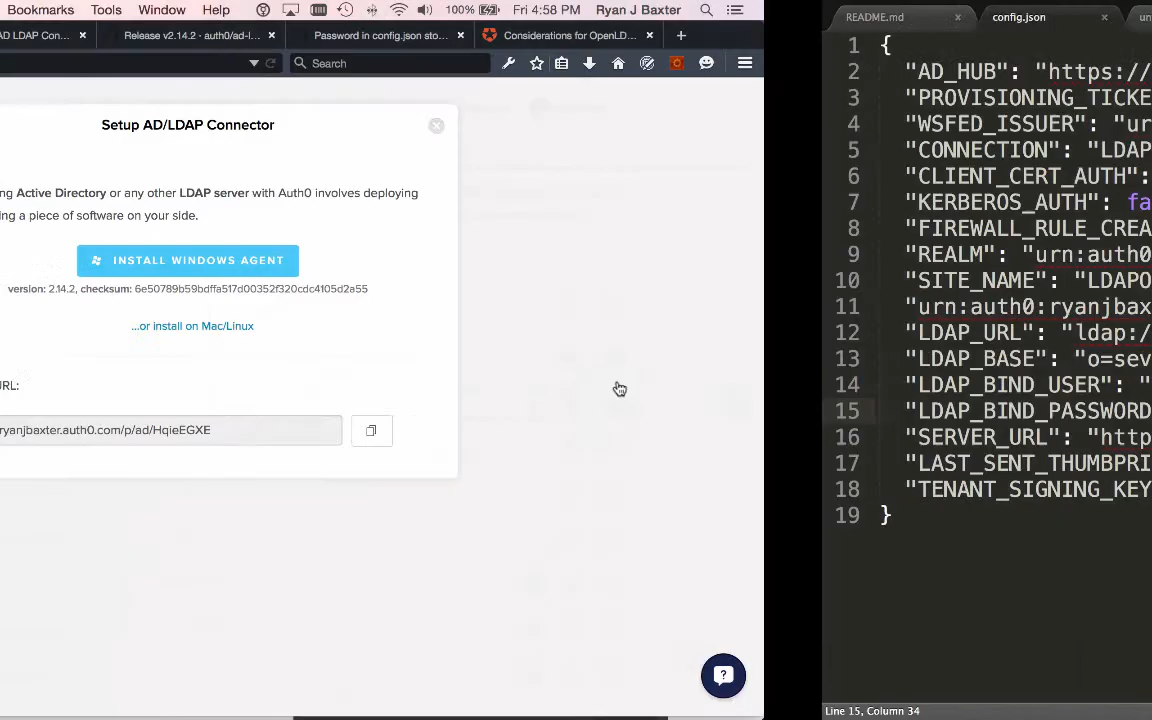 Bookmarks Tools Window Help 100% Fri 4:58 PM Ryan J Baxter
AD LDAP Con... × Release v2.14.2 · auth0/ad-l... × Password in config.json sto... × Considerations for OpenLD... × +
Search
Setup AD/LDAP Connector
ng Active Directory or any other LDAP server with Auth0 involves deploying
ng a piece of software on your side.
INSTALL WINDOWS AGENT
version: 2.14.2, checksum: 6e50789b59bdffa517d00352f320cdc4105d2a55
...or install on Mac/Linux
URL:
ryanjbaxter.auth0.com/p/ad/HqieEGXE
README.md × config.json × un
1 {
2 "AD_HUB": "https://
3 "PROVISIONING_TICKE
4 "WSFED_ISSUER": "ur
5 "CONNECTION": "LDAP
6 "CLIENT_CERT_AUTH":
7 "KERBEROS_AUTH": fa
8 "FIREWALL_RULE_CREA
9 "REALM": "urn:auth0
10 "SITE_NAME": "LDAPO
11 "urn:auth0:ryanjbax
12 "LDAP_URL": "ldap:/
13 "LDAP_BASE": "o=sev
14 "LDAP_BIND_USER": "
15 "LDAP_BIND_PASSWORD
16 "SERVER_URL": "http
17 "LAST_SENT_THUMBPRI
18 "TENANT_SIGNING_KEY
19 }
Line 15, Column 34